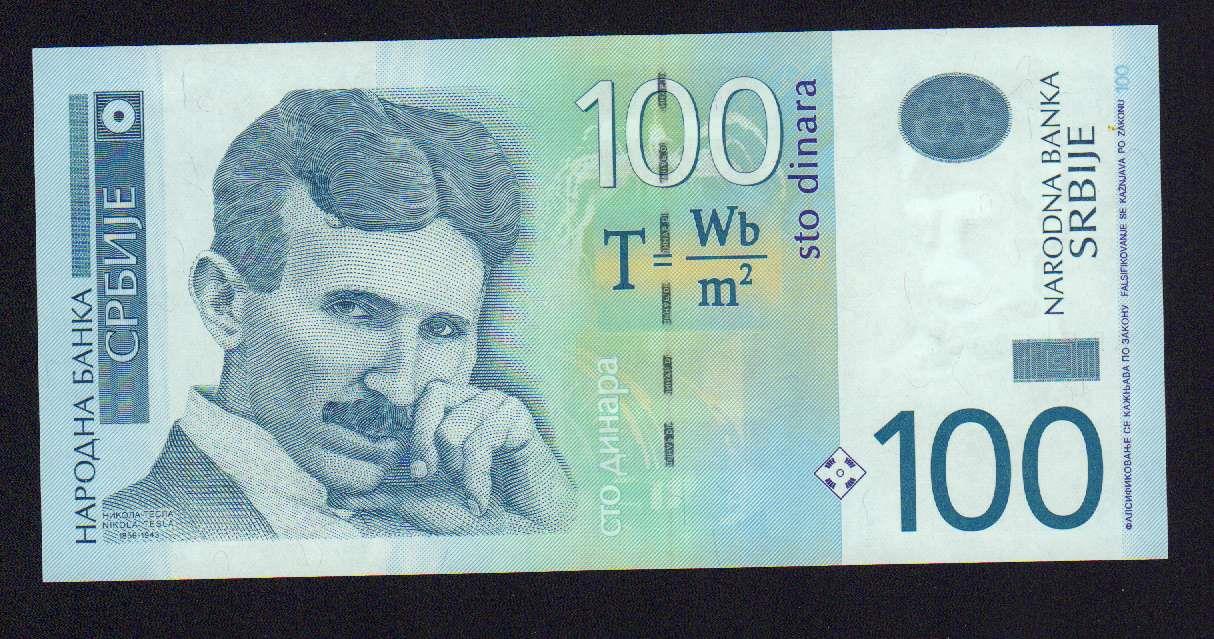 НАРОДНА БАНКА
СРБИЈЕ
НИКОЛА ТЕСЛА
NIKOLA TESLA
1856-1943
100
sto dinara
T = Wb/m²
сто динара
NARODNA BANKA
SRBIJE
100
ФАЛСИФИКОВАЊЕ СЕ КАЖЊАВА ПО ЗАКОНУ FALSIFIKOVANJE SE KAŽNJAVA PO ZAKONU
100